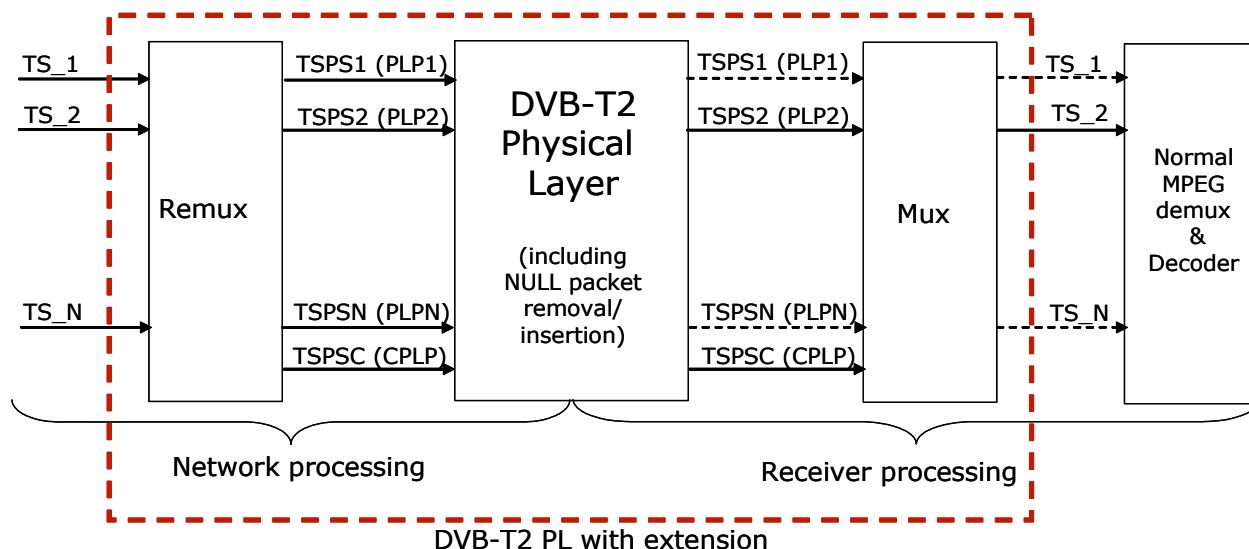 TS_1
TS_2
TS_N
Remux
TSPS1 (PLP1)
TSPS2 (PLP2)
TSPSN (PLPN)
TSPSC (CPLP)
DVB-T2
Physical
Layer
(including
NULL packet
removal/
insertion)
TSPS1 (PLP1)
TSPS2 (PLP2)
TSPSN (PLPN)
TSPSC (CPLP)
Mux
TS_1
TS_2
TS_N
Normal
MPEG
demux
&
Decoder
Network processing
Receiver processing
DVB-T2 PL with extension